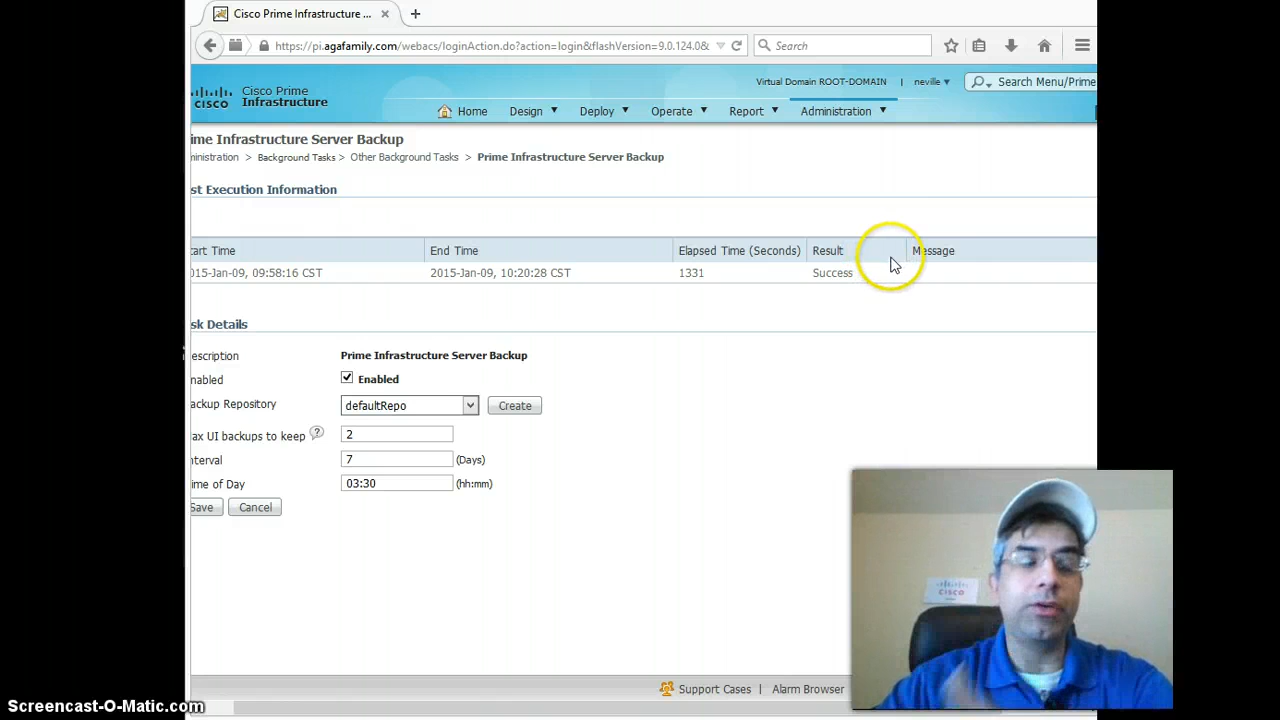 Cisco Prime Infrastructure ...
https://pi.agafamily.com/webacs/loginAction.do?action=login&flashVersion=9.0.124.0& Search
Virtual Domain ROOT-DOMAIN | neville Search Menu/Prime
CISCO Cisco Prime
Infrastructure
Home Design Deploy Operate Report Administration
ime Infrastructure Server Backup
ministration > Background Tasks > Other Background Tasks > Prime Infrastructure Server Backup
st Execution Information
tart Time End Time Elapsed Time (Seconds) Result Message
015-Jan-09, 09:58:16 CST 2015-Jan-09, 10:20:28 CST 1331 Success
sk Details
escription Prime Infrastructure Server Backup
nabled Enabled
ackup Repository defaultRepo Create
ax UI backups to keep ? 2
nterval 7 (Days)
ime of Day 03:30 (hh:mm)
Save Cancel
CISCO
Support Cases | Alarm Browser
Screencast-O-Matic.com